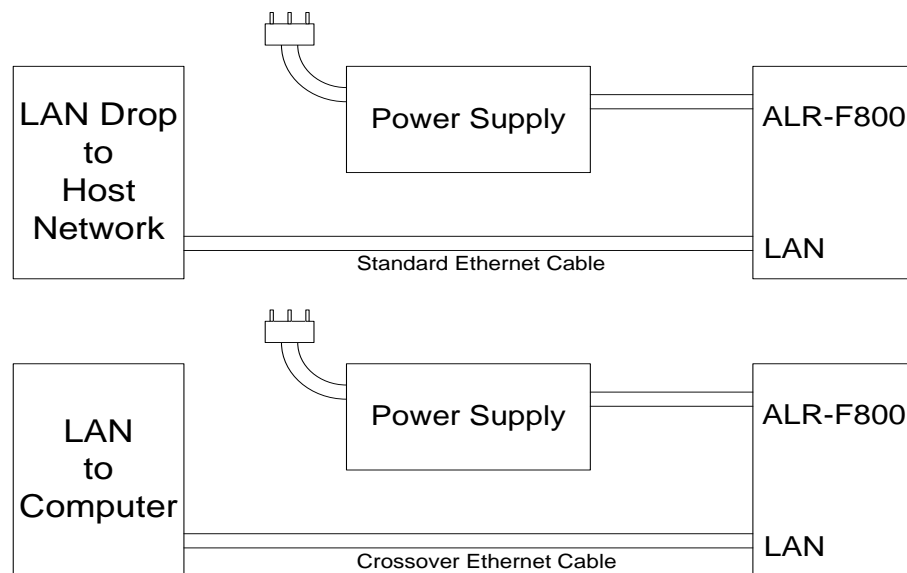 LAN Drop
to
Host
Network
Power Supply
ALR-F800
LAN
Standard Ethernet Cable
LAN
to
Computer
Power Supply
ALR-F800
LAN
Crossover Ethernet Cable